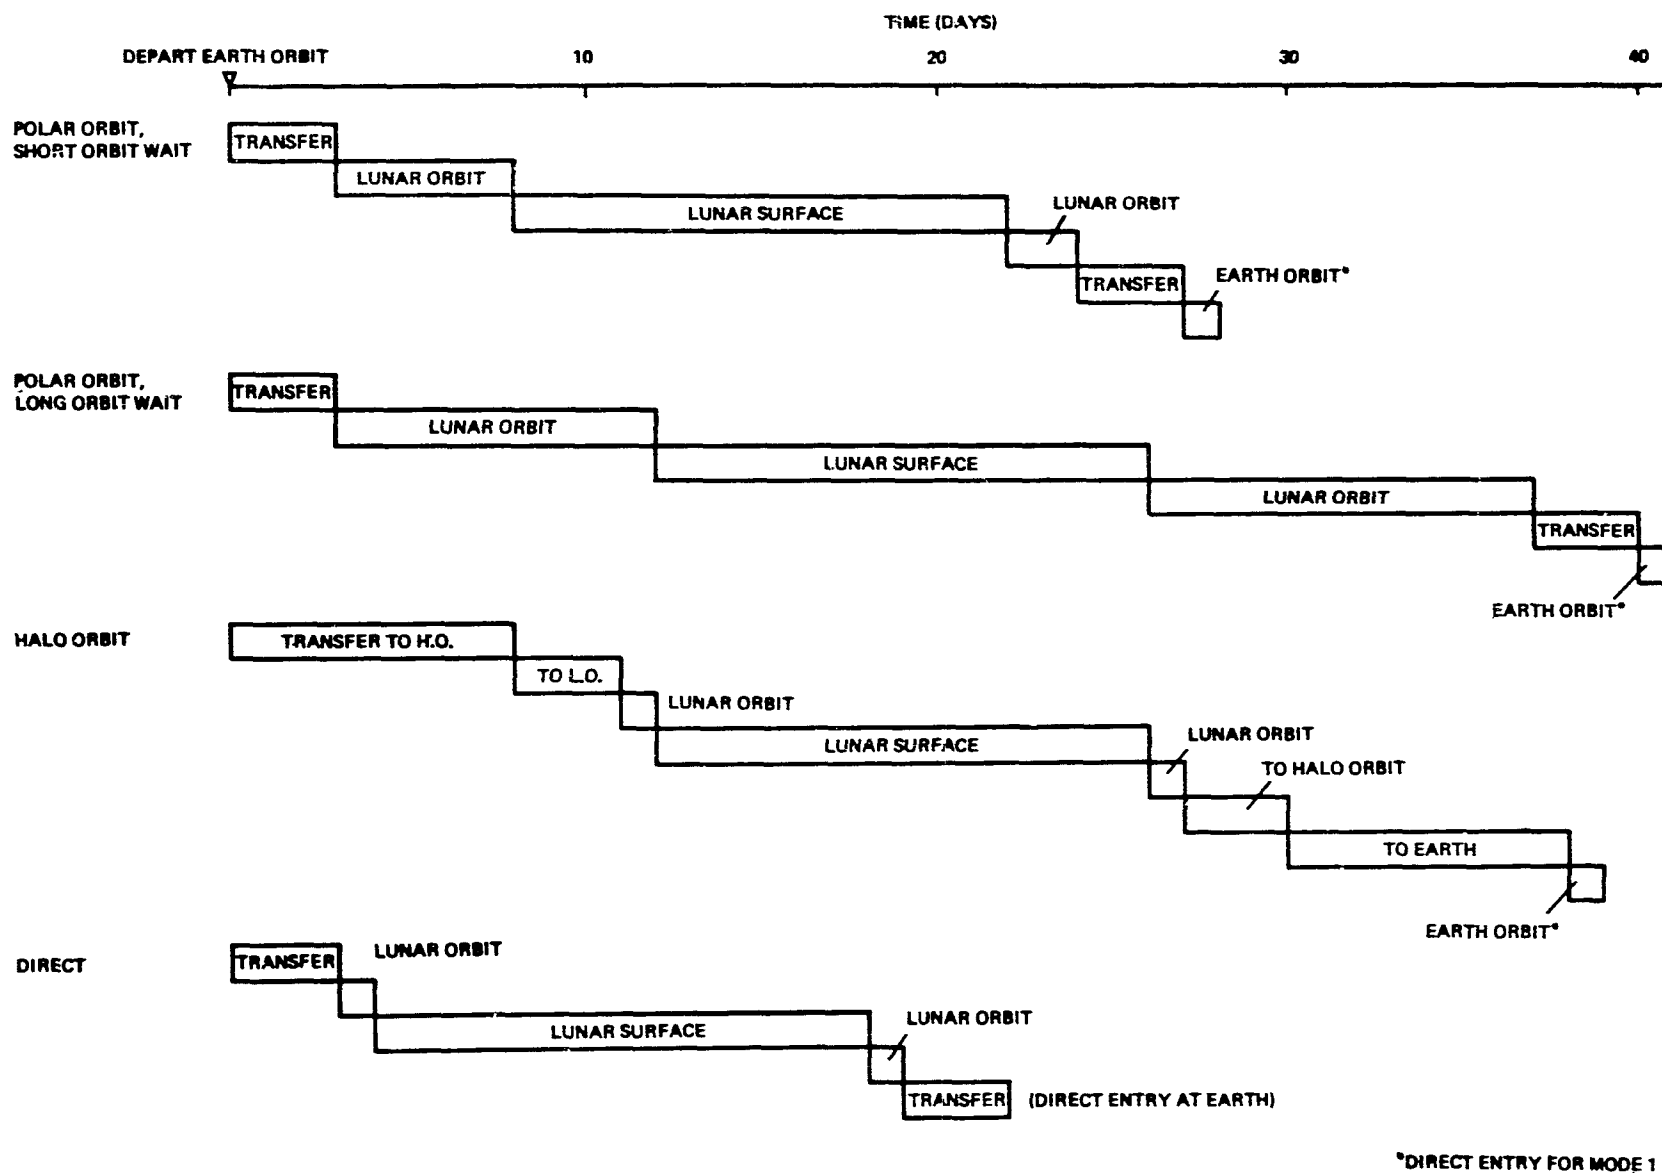 TIME (DAYS)
DEPART EARTH ORBIT
10
20
30
40
POLAR ORBIT,
SHORT ORBIT WAIT
TRANSFER
LUNAR ORBIT
LUNAR SURFACE
LUNAR ORBIT
TRANSFER
EARTH ORBIT*
POLAR ORBIT,
LONG ORBIT WAIT
TRANSFER
LUNAR ORBIT
LUNAR SURFACE
LUNAR ORBIT
TRANSFER
EARTH ORBIT*
HALO ORBIT
TRANSFER TO H.O.
TO L.O.
LUNAR ORBIT
LUNAR SURFACE
LUNAR ORBIT
TO HALO ORBIT
TO EARTH
EARTH ORBIT*
DIRECT
TRANSFER
LUNAR ORBIT
LUNAR SURFACE
LUNAR ORBIT
TRANSFER
(DIRECT ENTRY AT EARTH)
*DIRECT ENTRY FOR MODE 1